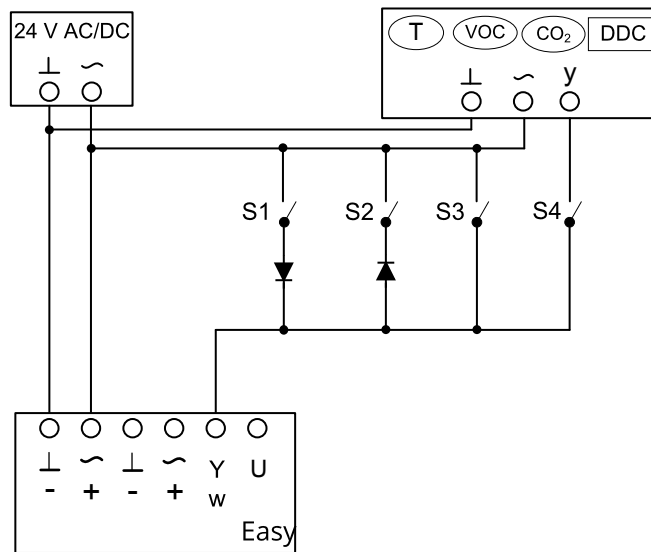 24 V AC/DC
⊥ ~
T VOC CO₂ DDC
⊥ ~ y
S1 S2 S3 S4
⊥ ~ ⊥ ~ Y U
- + - + w
Easy